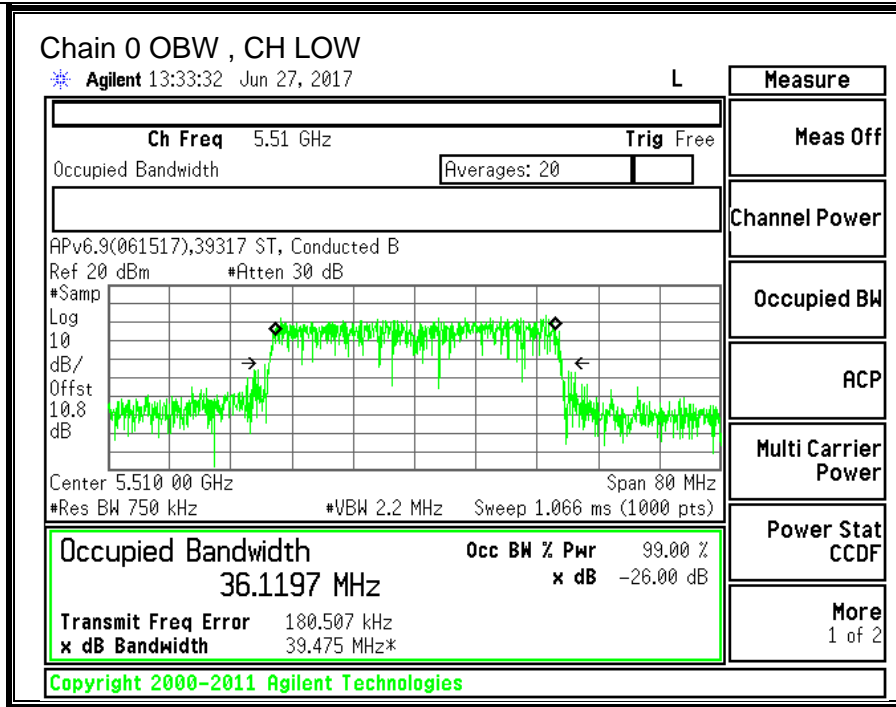 Chain 0 OBW , CH LOW
Agilent 13:33:32 Jun 27, 2017 L Measure
Ch Freq 5.51 GHz Trig Free
Occupied Bandwidth Averages: 20
APv6.9(061517),39317 ST, Conducted B
Ref 20 dBm #Atten 30 dB
#Samp
Log
10
dB/
Offst
10.8
dB
Center 5.510 00 GHz Span 80 MHz
#Res BW 750 kHz #VBW 2.2 MHz Sweep 1.066 ms (1000 pts)
Occupied Bandwidth Occ BW % Pwr 99.00 %
36.1197 MHz x dB -26.00 dB
Transmit Freq Error 180.507 kHz
x dB Bandwidth 39.475 MHz*
Copyright 2000-2011 Agilent Technologies
Meas Off
Channel Power
Occupied BW
ACP
Multi Carrier
Power
Power Stat
CCDF
More
1 of 2